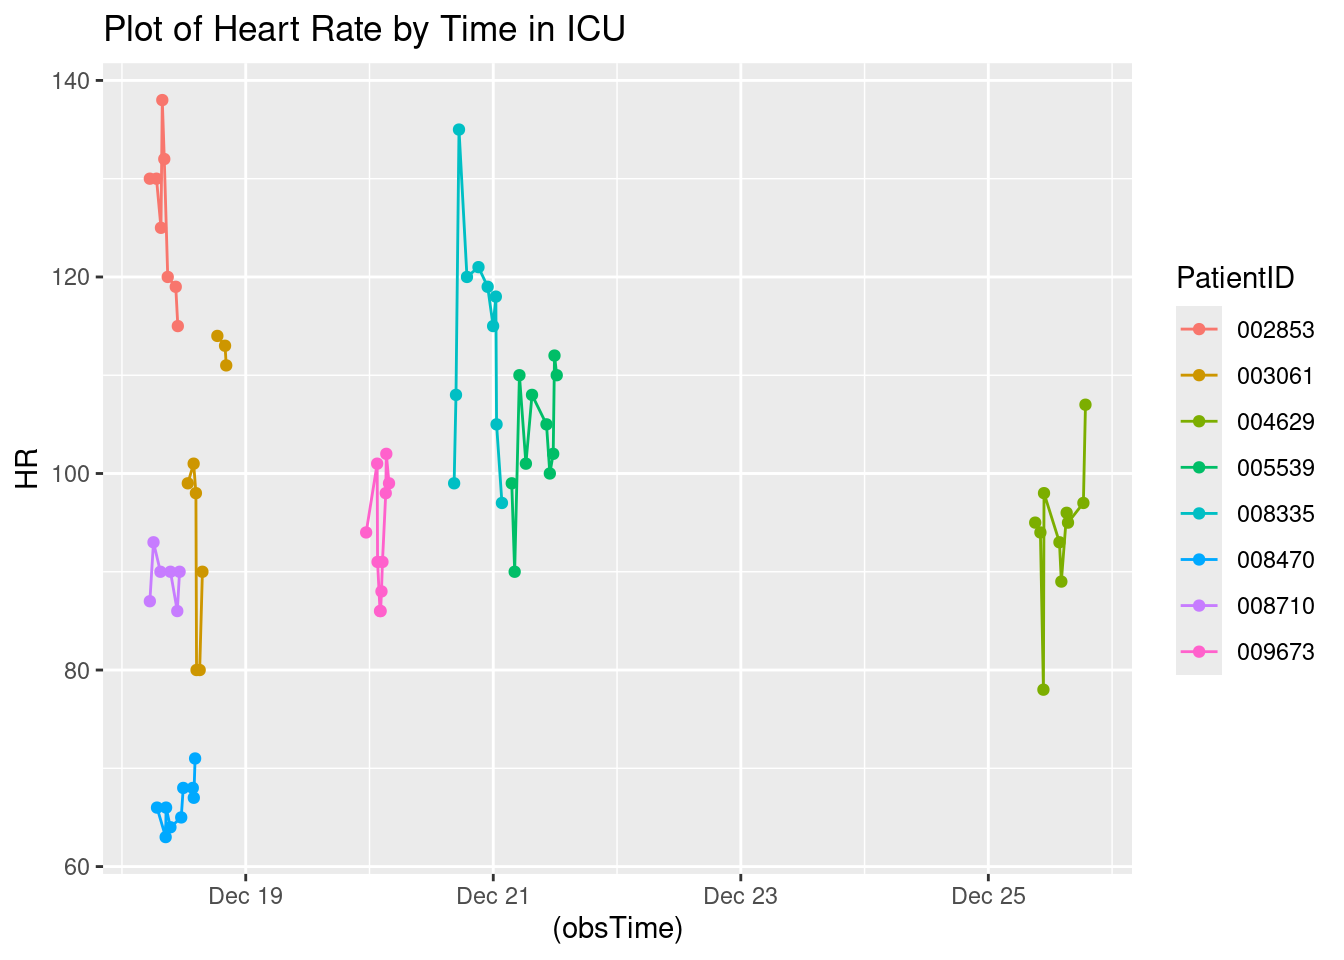 Plot of Heart Rate by Time in ICU
140
120
100
80
60
HR
Dec 19
Dec 21
Dec 23
Dec 25
(obsTime)
PatientID
002853
003061
004629
005539
008335
008470
008710
009673